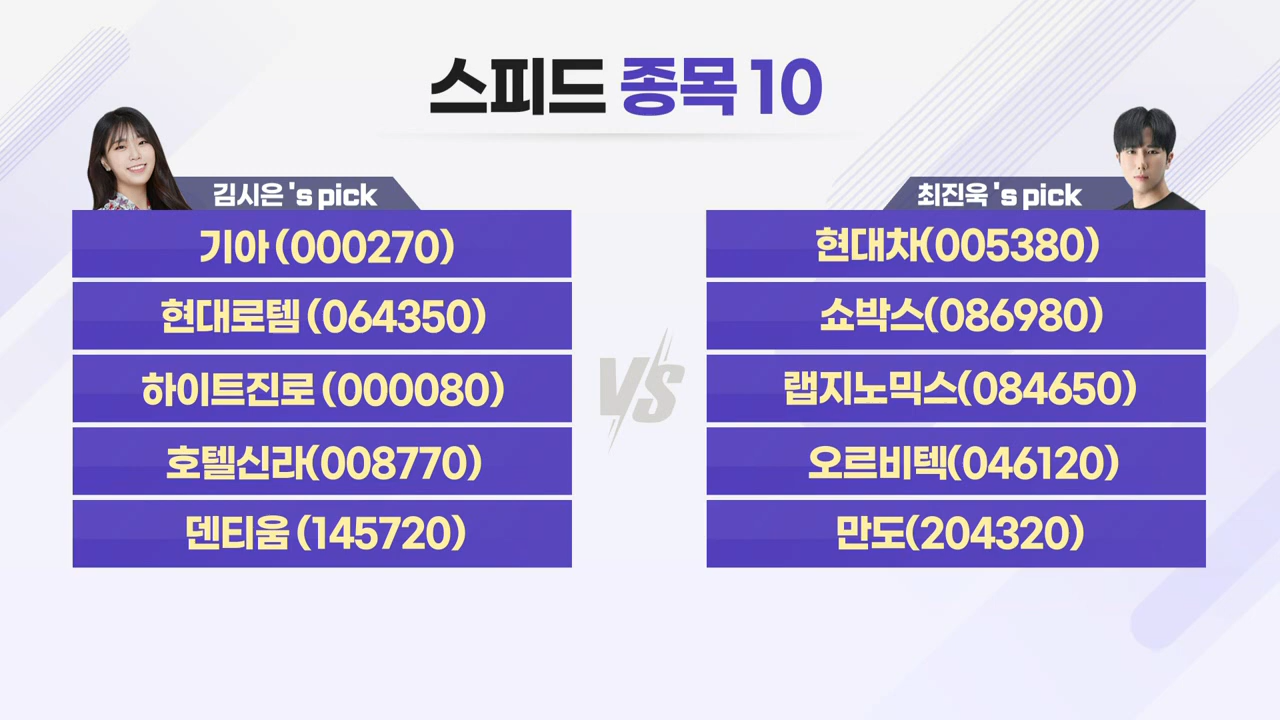 스피드 종목 10
김시은 's pick
기아 (000270)
현대로템 (064350)
하이트진로 (000080)
호텔신라(008770)
덴티움 (145720)
VS
최진욱 's pick
현대차(005380)
쇼박스(086980)
랩지노믹스(084650)
오르비텍(046120)
만도(204320)